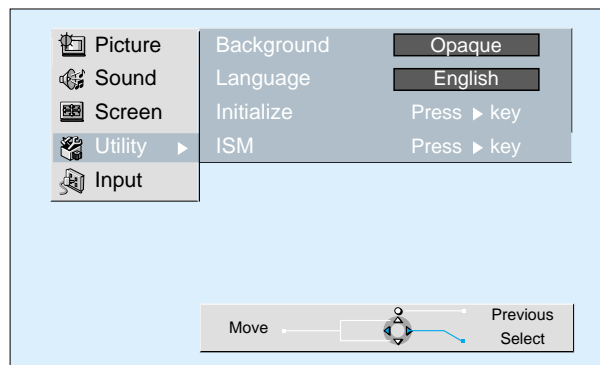 Picture
Sound
Screen
Utility
Input
Background Opaque
Language English
Initialize Press ▶ key
ISM Press ▶ key
Move
Previous
Select